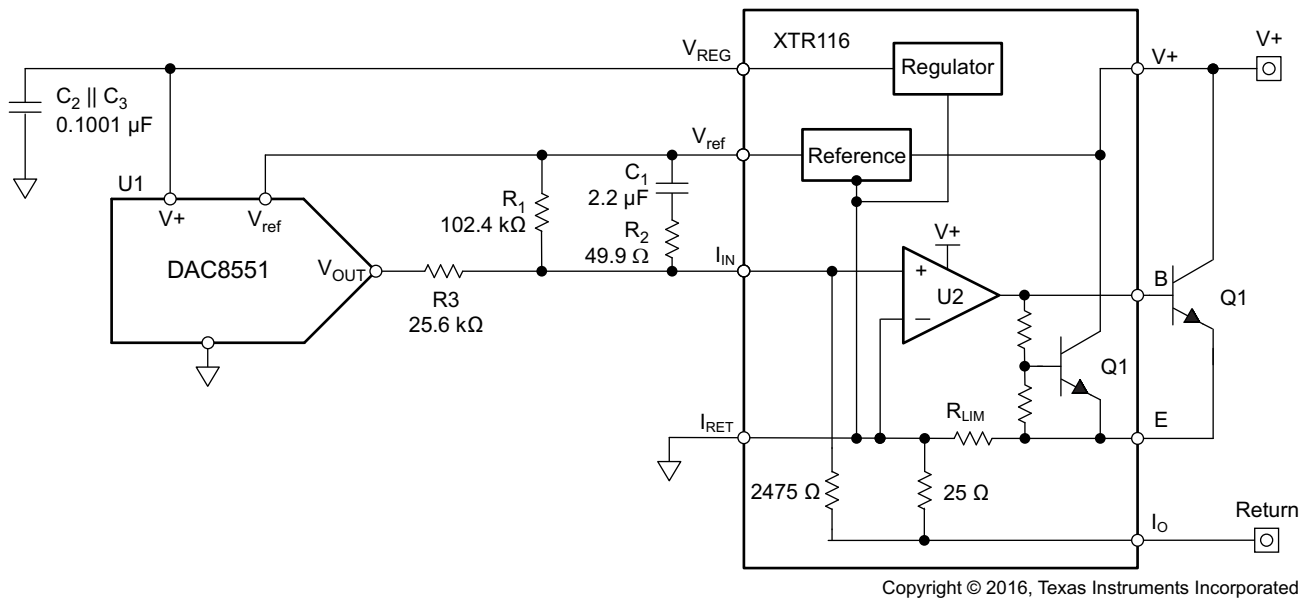 XTR116
V+
V_REG
Regulator
V+
C₂ || C₃
0.1001 µF
V_ref
Reference
U1
C₁
2.2 µF
R₁
102.4 kΩ
V+
V_ref
R₂
49.9 Ω
V+
DAC8551
V_OUT
I_IN
+
U2
–
B
Q1
R3
25.6 kΩ
Q1
R_LIM
I_RET
E
2475 Ω
25 Ω
Return
I_O
Copyright © 2016, Texas Instruments Incorporated